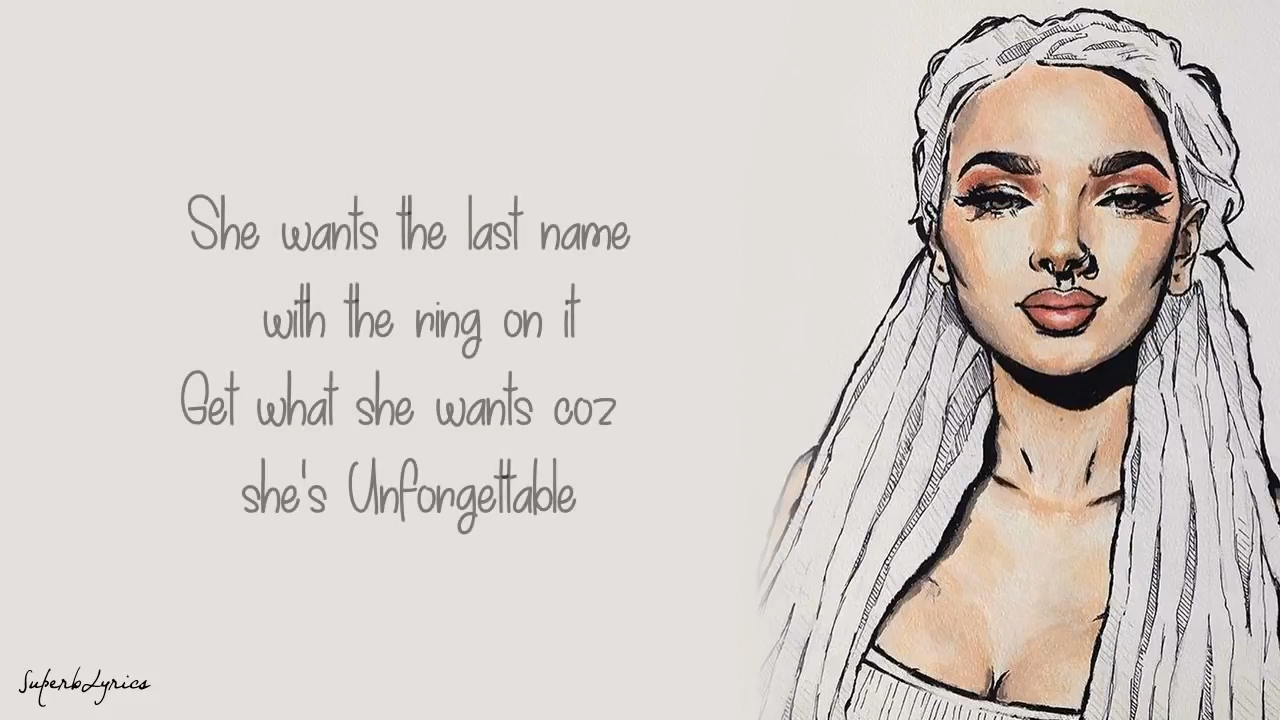 She wants the last name
with the ring on it
Get what she wants coz
she's Unforgettable
SuperbLyrics